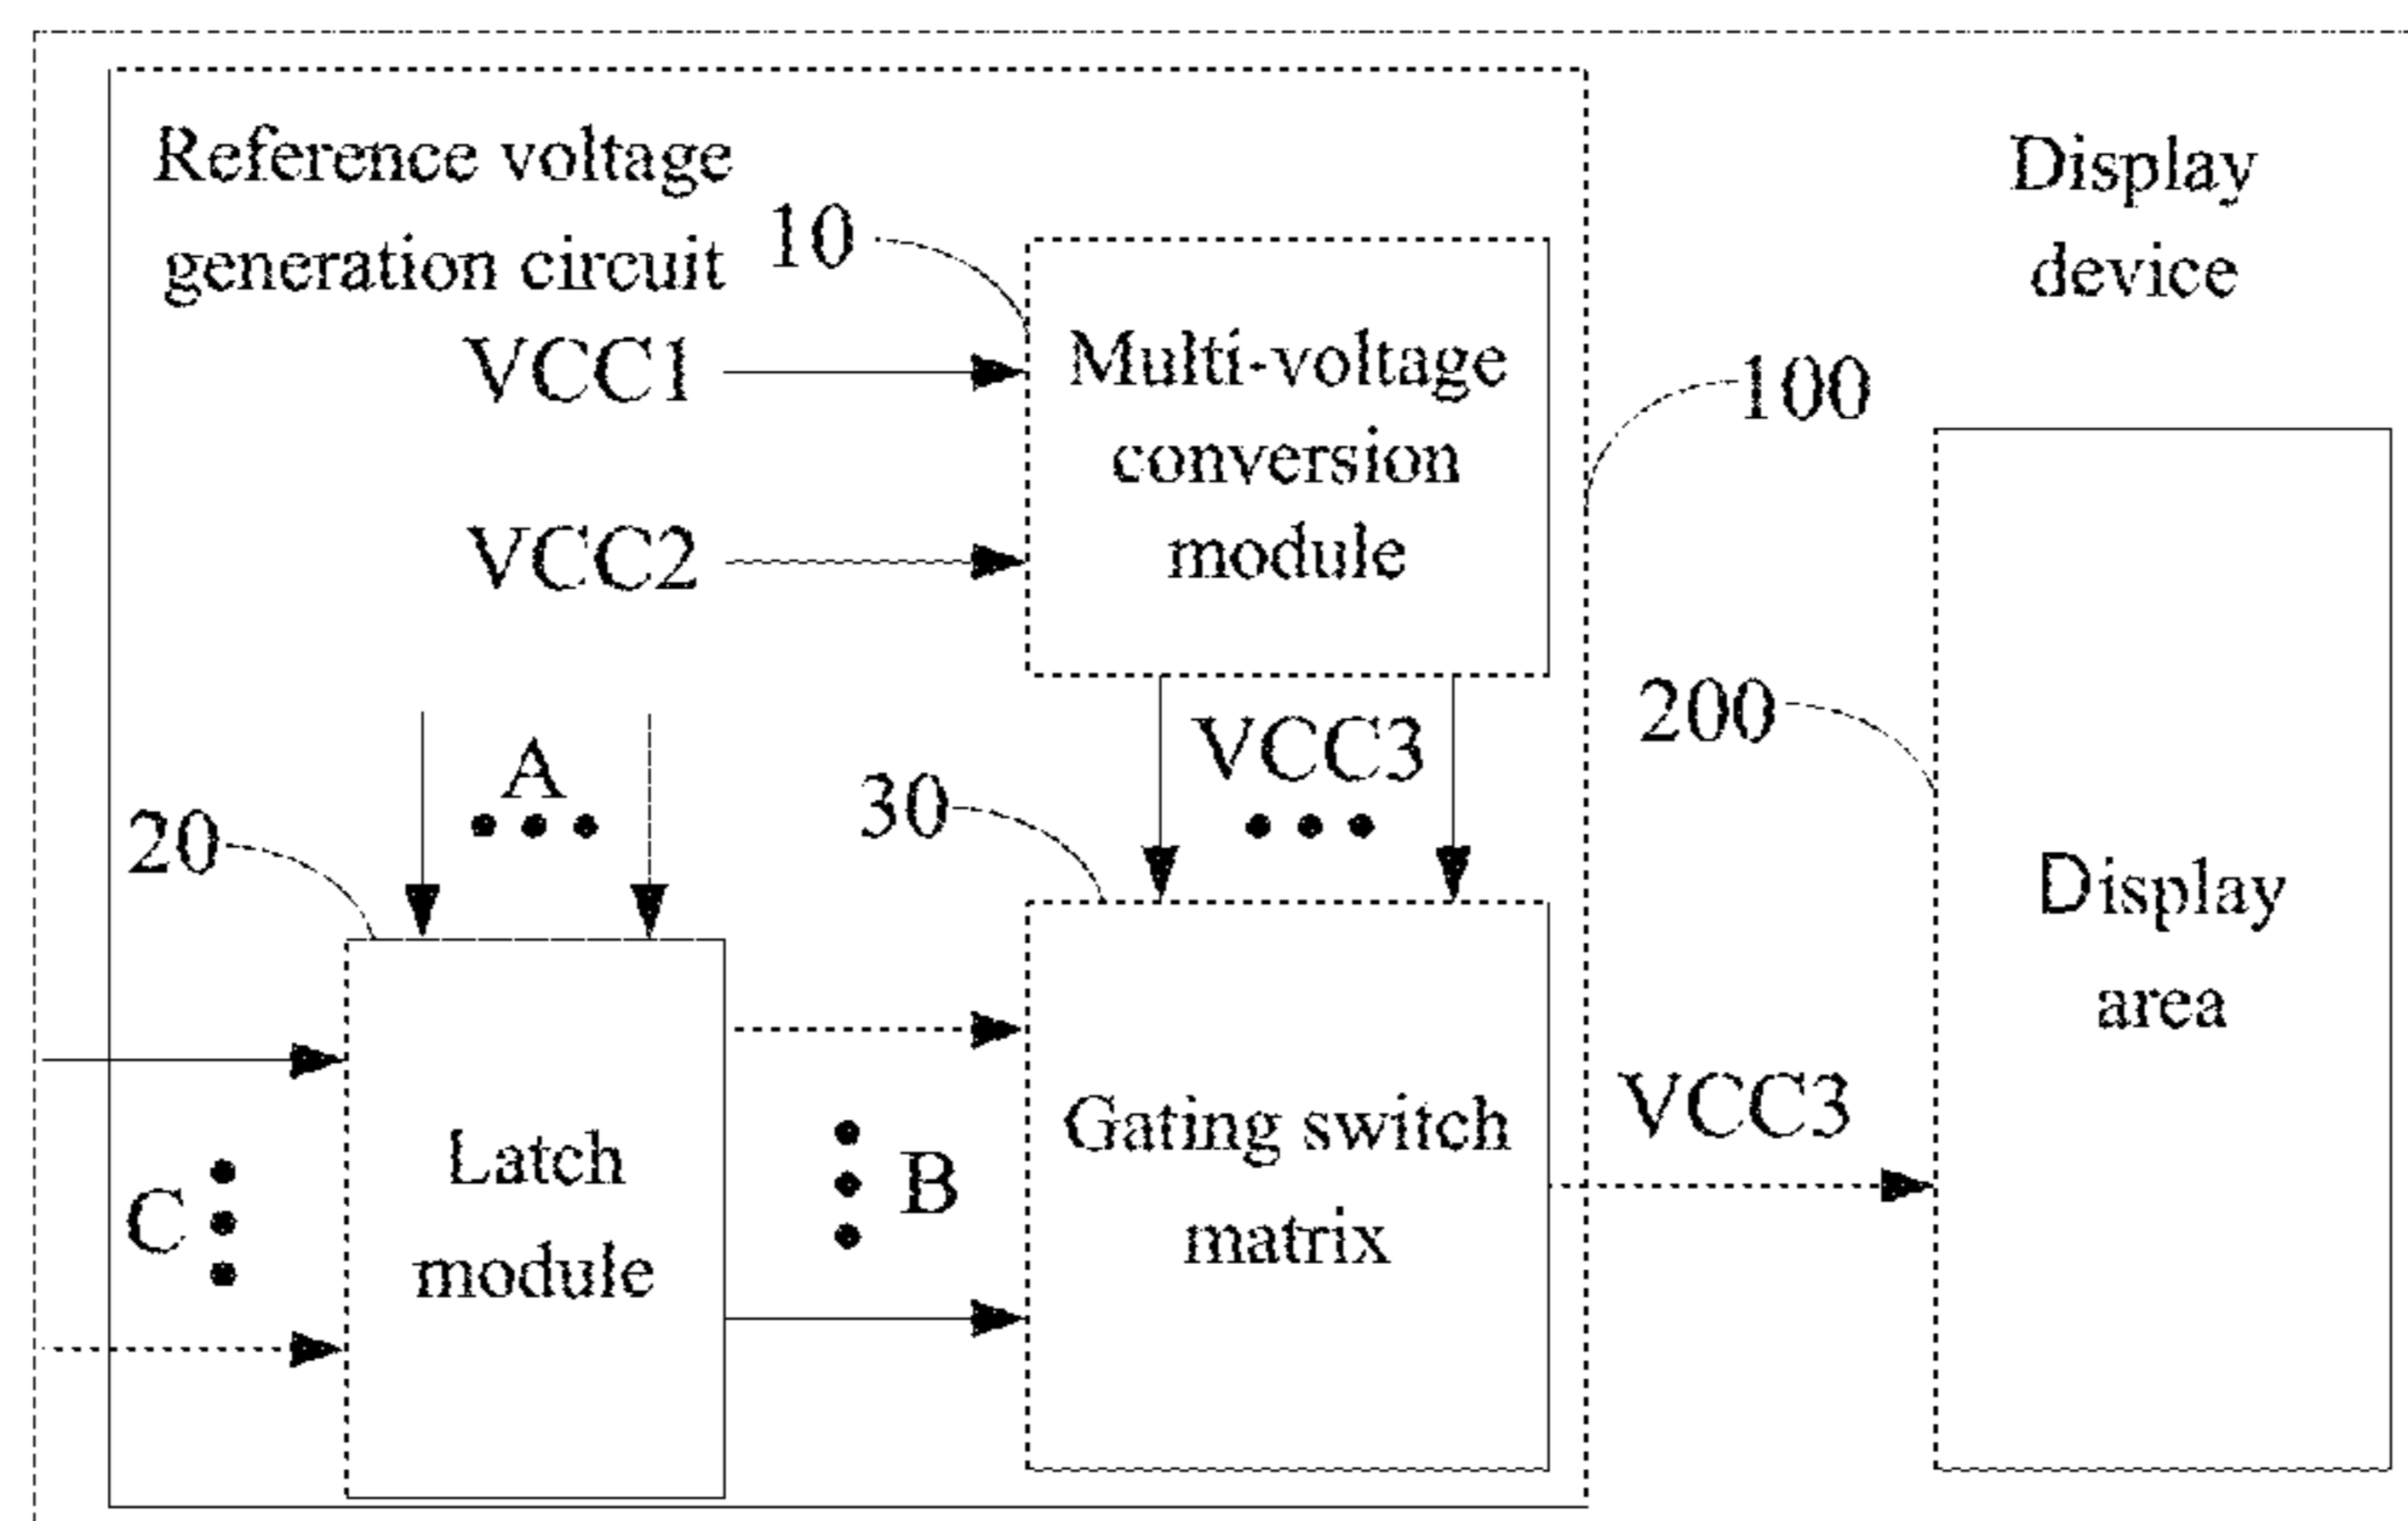 Reference voltage
generation circuit
10
Display
device
VCC1
Multi-voltage
conversion
module
100
VCC2
200
A
VCC3
20
30
Display
area
Latch
module
C
B
Gating switch
matrix
VCC3